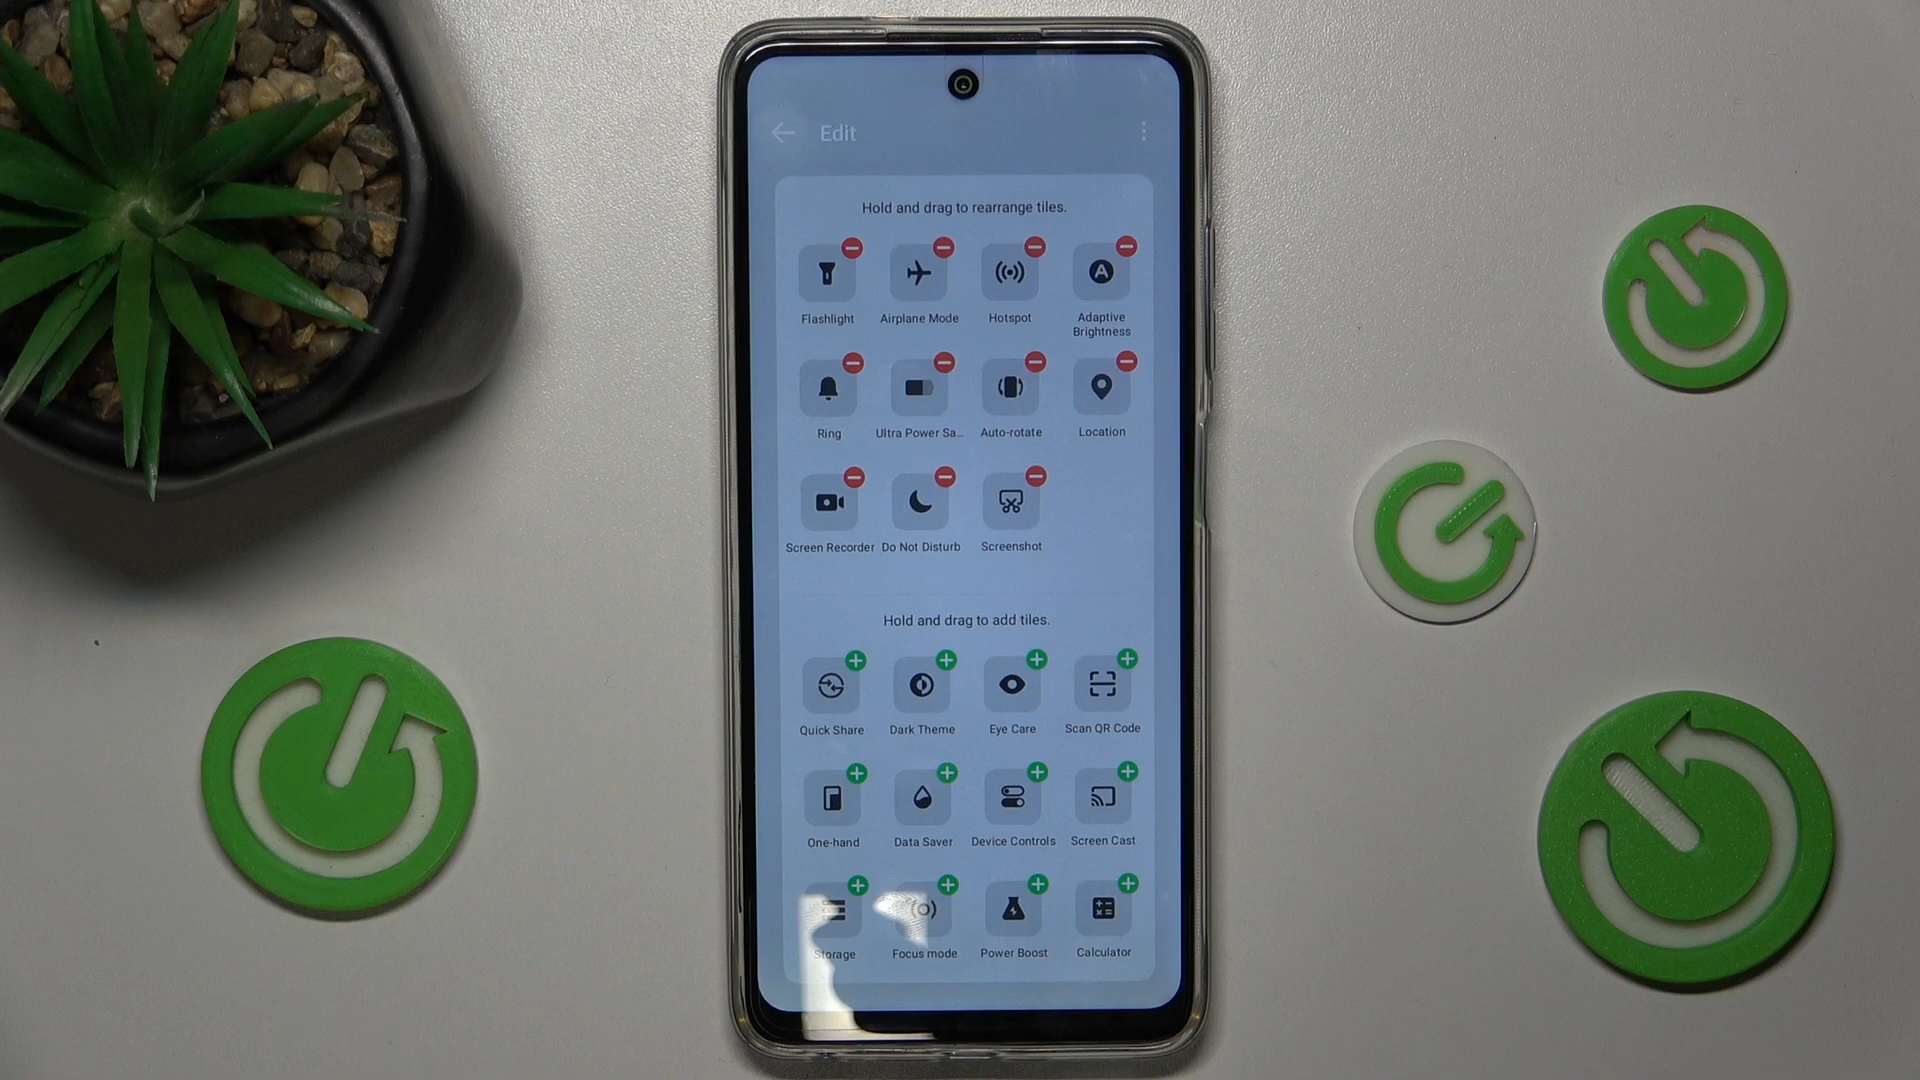 Edit
Hold and drag to rearrange tiles.
Flashlight
Airplane Mode
Hotspot
Adaptive
Brightness
Ring
Ultra Power Sa...
Auto-rotate
Location
Screen Recorder
Do Not Disturb
Screenshot
Hold and drag to add tiles.
Quick Share
Dark Theme
Eye Care
Scan QR Code
One-hand
Data Saver
Device Controls
Screen Cast
Storage
Focus mode
Power Boost
Calculator